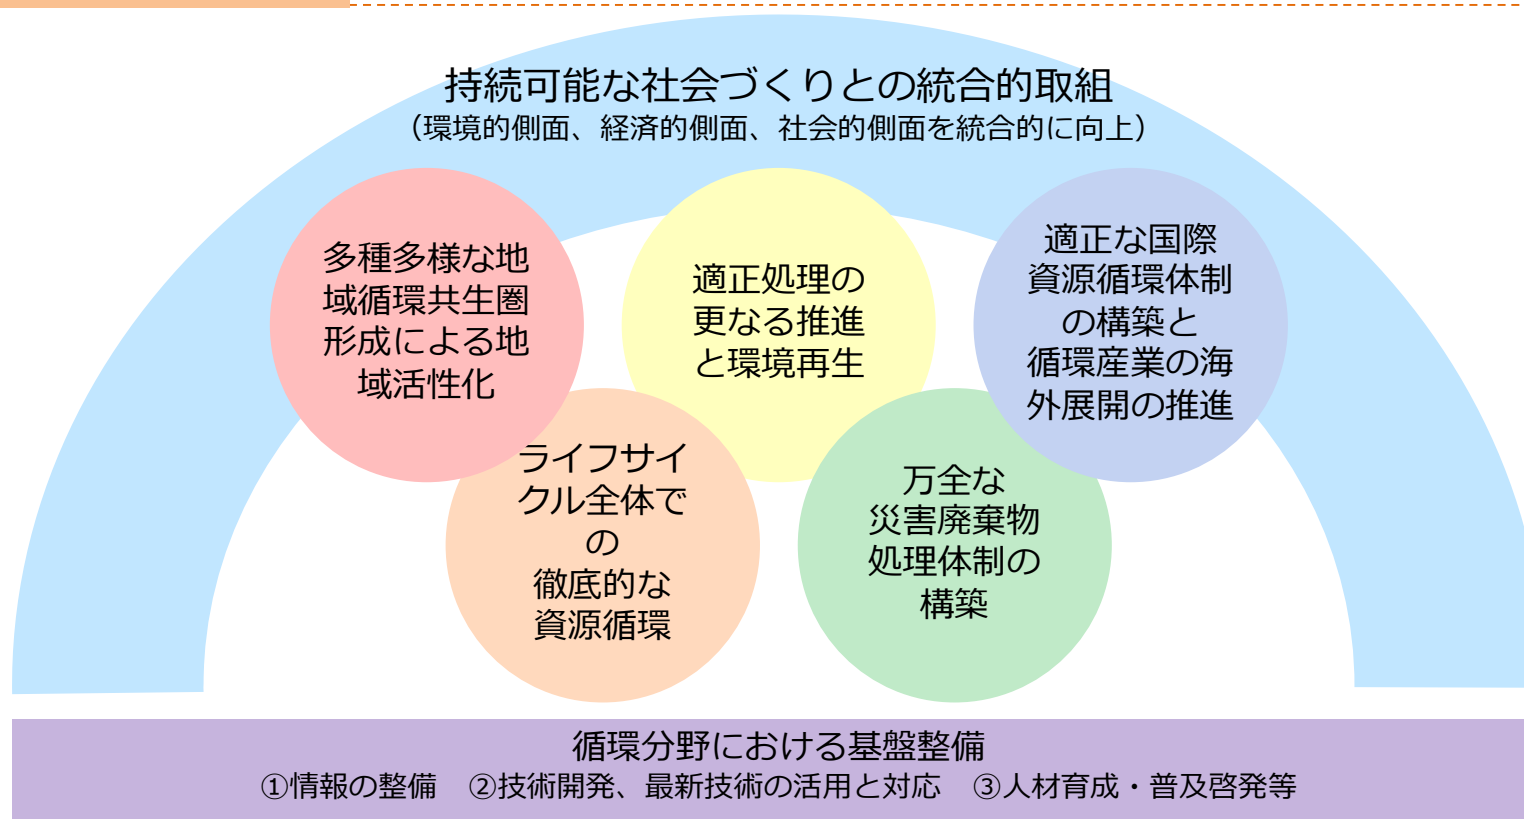 持続可能な社会づくりとの統合的取組
（環境的側面、経済的側面、社会的側面を統合的に向上）
多種多様な地
域循環共生圏
形成による地
域活性化
適正処理の
更なる推進
と環境再生
適正な国際
資源循環体制
の構築と
循環産業の海
外展開の推進
ライフサイ
クル全体で
の
徹底的な
資源循環
万全な
災害廃棄物
処理体制の
構築
循環分野における基盤整備
①情報の整備　②技術開発、最新技術の活用と対応　③人材育成・普及啓発等